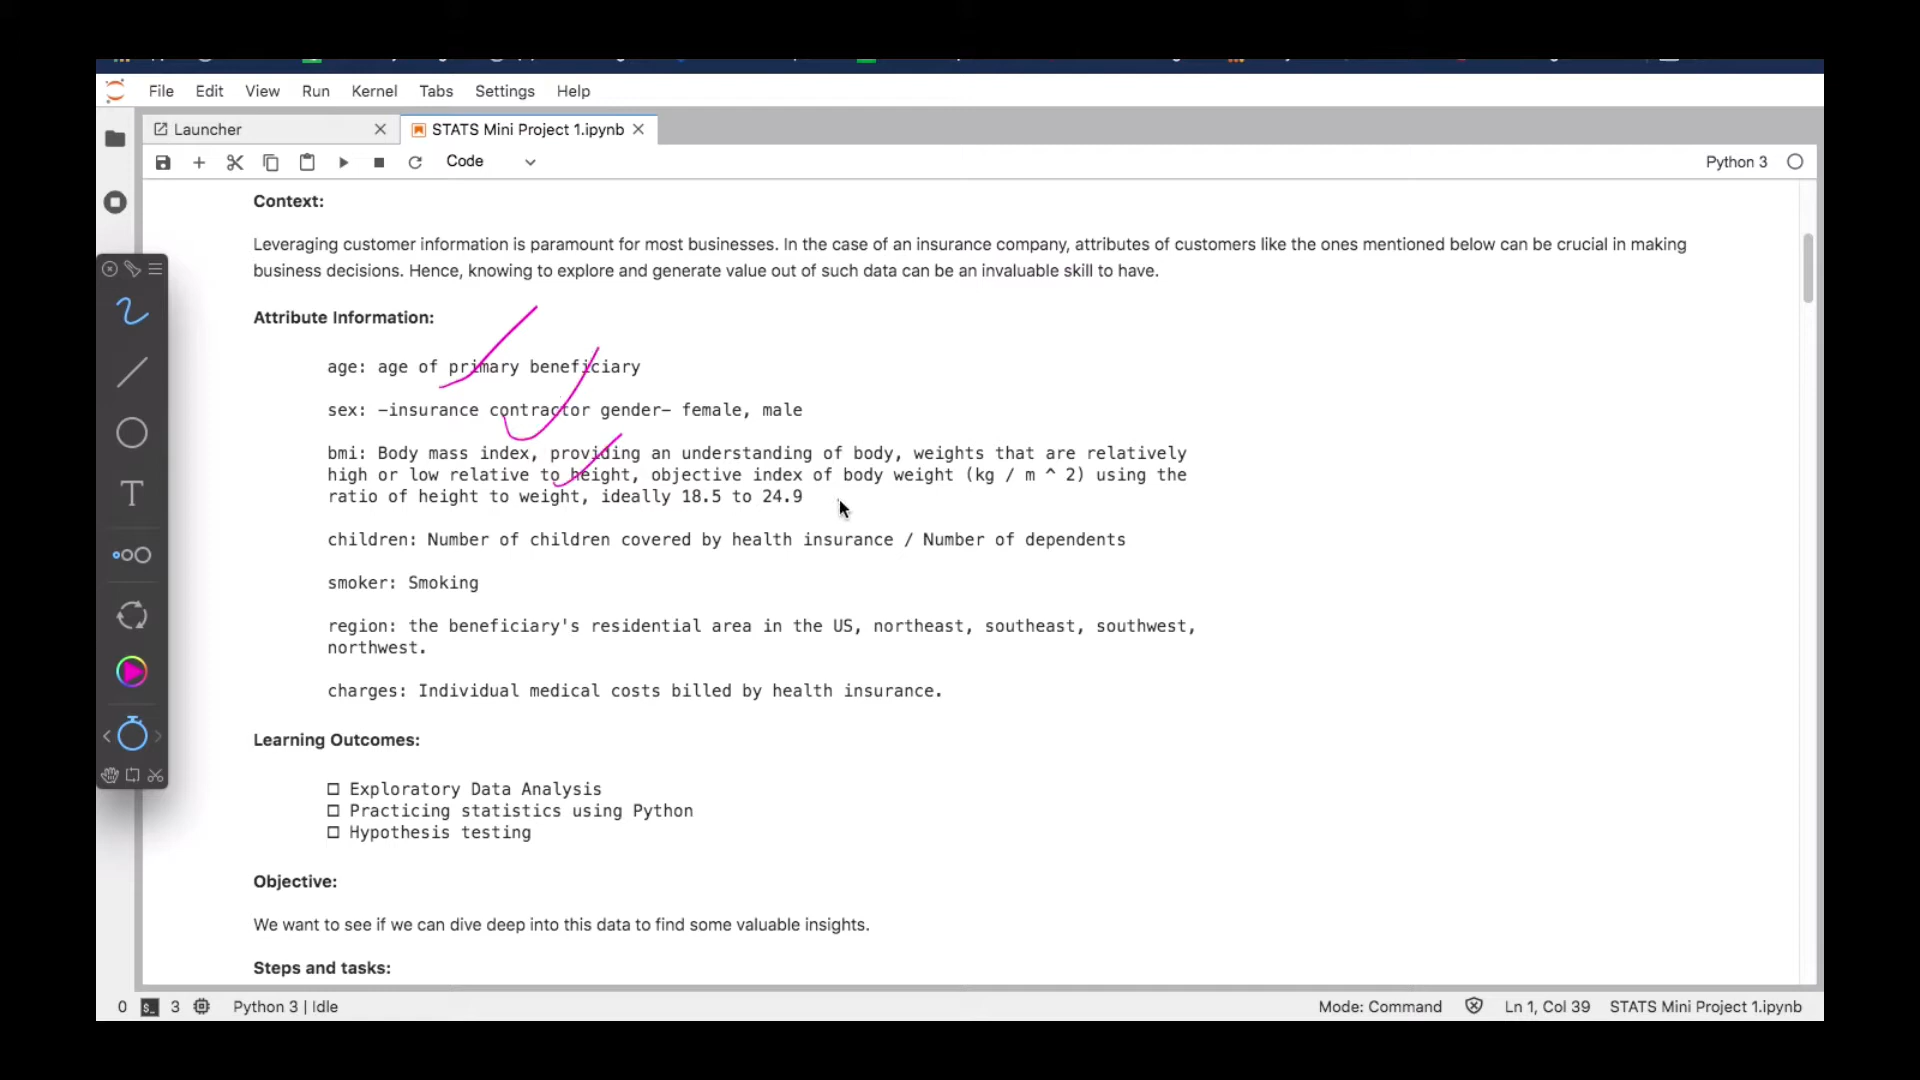 File Edit View Run Kernel Tabs Settings Help
Launcher STATS Mini Project 1.ipynb
Code Python 3
Context:
Leveraging customer information is paramount for most businesses. In the case of an insurance company, attributes of customers like the ones mentioned below can be crucial in making
business decisions. Hence, knowing to explore and generate value out of such data can be an invaluable skill to have.
Attribute Information:
age: age of primary beneficiary
sex: -insurance contractor gender- female, male
bmi: Body mass index, providing an understanding of body, weights that are relatively
high or low relative to height, objective index of body weight (kg / m ^ 2) using the
ratio of height to weight, ideally 18.5 to 24.9
children: Number of children covered by health insurance / Number of dependents
smoker: Smoking
region: the beneficiary's residential area in the US, northeast, southeast, southwest,
northwest.
charges: Individual medical costs billed by health insurance.
Learning Outcomes:
Exploratory Data Analysis
Practicing statistics using Python
Hypothesis testing
Objective:
We want to see if we can dive deep into this data to find some valuable insights.
Steps and tasks:
0 3 Python 3 | Idle Mode: Command Ln 1, Col 39 STATS Mini Project 1.ipynb